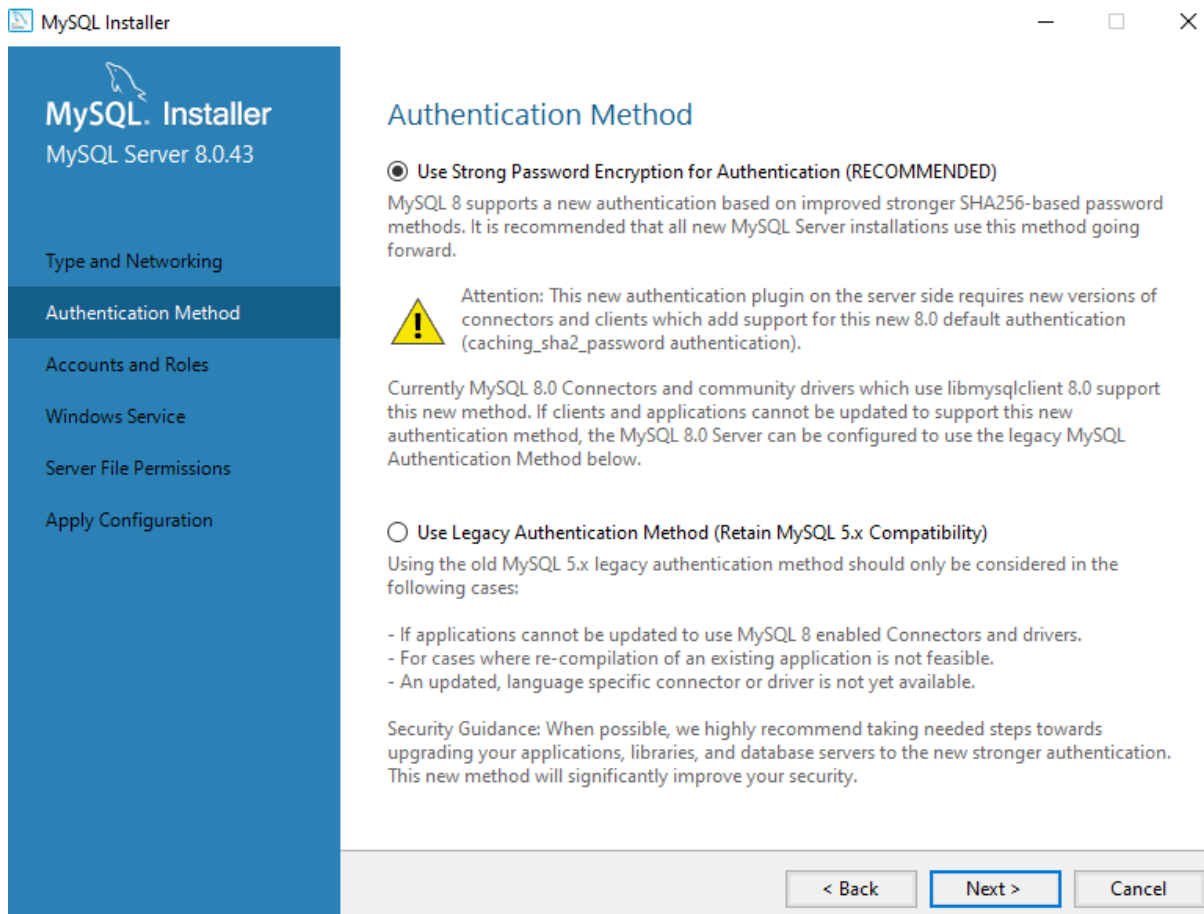 MySQL Installer
MySQL. Installer
MySQL Server 8.0.43
Type and Networking
Authentication Method
Accounts and Roles
Windows Service
Server File Permissions
Apply Configuration
Authentication Method
Use Strong Password Encryption for Authentication (RECOMMENDED)
MySQL 8 supports a new authentication based on improved stronger SHA256-based password
methods. It is recommended that all new MySQL Server installations use this method going
forward.
Attention: This new authentication plugin on the server side requires new versions of
connectors and clients which add support for this new 8.0 default authentication
(caching_sha2_password authentication).
Currently MySQL 8.0 Connectors and community drivers which use libmysqlclient 8.0 support
this new method. If clients and applications cannot be updated to support this new
authentication method, the MySQL 8.0 Server can be configured to use the legacy MySQL
Authentication Method below.
Use Legacy Authentication Method (Retain MySQL 5.x Compatibility)
Using the old MySQL 5.x legacy authentication method should only be considered in the
following cases:
- If applications cannot be updated to use MySQL 8 enabled Connectors and drivers.
- For cases where re-compilation of an existing application is not feasible.
- An updated, language specific connector or driver is not yet available.
Security Guidance: When possible, we highly recommend taking needed steps towards
upgrading your applications, libraries, and database servers to the new stronger authentication.
This new method will significantly improve your security.
< Back
Next >
Cancel